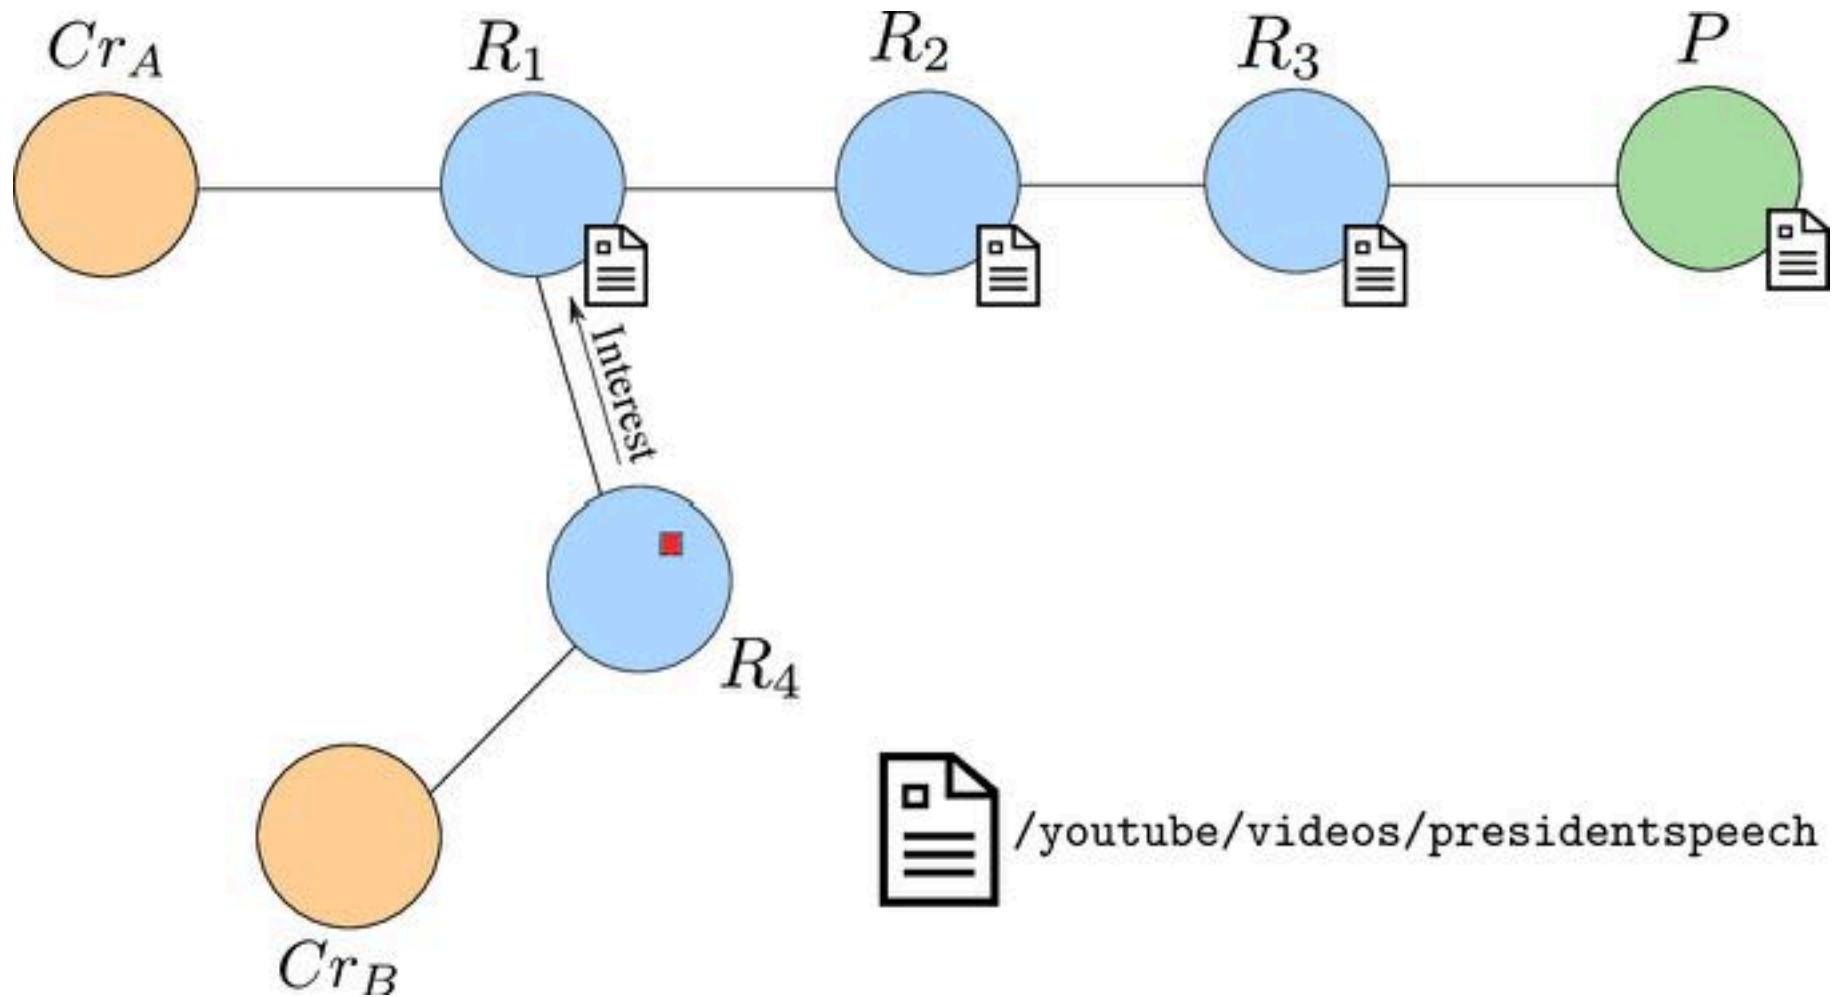 Cr_A
R_1
R_2
R_3
P
Interest
R_4
/youtube/videos/presidentspeech
Cr_B